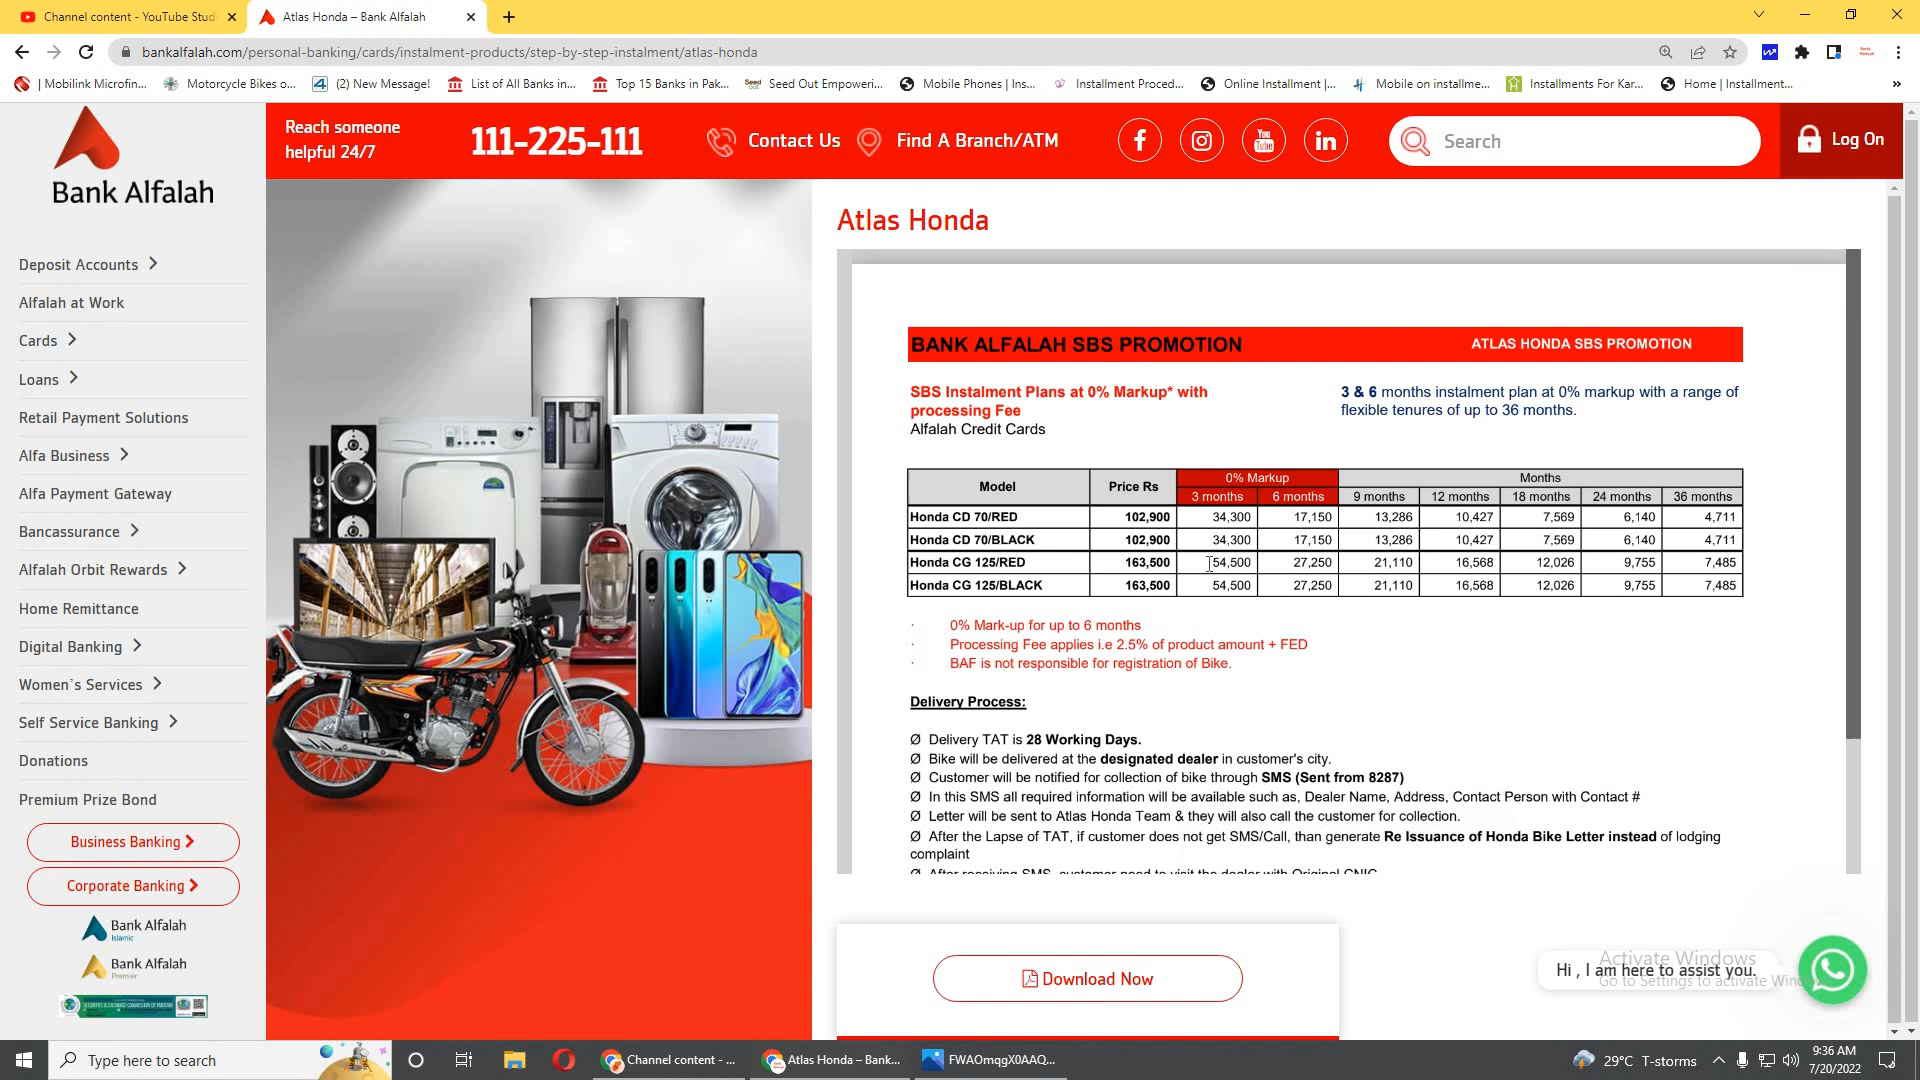 Channel content - YouTube Stud
Atlas Honda – Bank Alfalah
bankalfalah.com/personal-banking/cards/instalment-products/step-by-step-instalment/atlas-honda
| Mobilink Microfin...
Motorcycle Bikes o...
(2) New Message!
List of All Banks in...
Top 15 Banks in Pak...
Seed Out Empoweri...
Mobile Phones | Ins...
Installment Proced...
Online Installment |...
Mobile on installme...
Installments For Kar...
Home | Installment...
»
Bank Alfalah
Reach someone
helpful 24/7
111-225-111
Contact Us
Find A Branch/ATM
You
Tube
Search
Log On
Deposit Accounts
Alfalah at Work
Cards
Loans
Retail Payment Solutions
Alfa Business
Alfa Payment Gateway
Bancassurance
Alfalah Orbit Rewards
Home Remittance
Digital Banking
Women's Services
Self Service Banking
Donations
Premium Prize Bond
Business Banking
Corporate Banking
Bank Alfalah
Islamic
Bank Alfalah
Premier
Atlas Honda
BANK ALFALAH SBS PROMOTION ATLAS HONDA SBS PROMOTION
SBS Instalment Plans at 0% Markup* with
processing Fee
Alfalah Credit Cards
3 & 6 months instalment plan at 0% markup with a range of
flexible tenures of up to 36 months.
Model Price Rs 0% Markup Months
3 months 6 months 9 months 12 months 18 months 24 months 36 months
Honda CD 70/RED 102,900 34,300 17,150 13,286 10,427 7,569 6,140 4,711
Honda CD 70/BLACK 102,900 34,300 17,150 13,286 10,427 7,569 6,140 4,711
Honda CG 125/RED 163,500 54,500 27,250 21,110 16,568 12,026 9,755 7,485
Honda CG 125/BLACK 163,500 54,500 27,250 21,110 16,568 12,026 9,755 7,485
· 0% Mark-up for up to 6 months
· Processing Fee applies i.e 2.5% of product amount + FED
· BAF is not responsible for registration of Bike.
Delivery Process:
Ø Delivery TAT is 28 Working Days.
Ø Bike will be delivered at the designated dealer in customer's city.
Ø Customer will be notified for collection of bike through SMS (Sent from 8287)
Ø In this SMS all required information will be available such as, Dealer Name, Address, Contact Person with Contact #
Ø Letter will be sent to Atlas Honda Team & they will also call the customer for collection.
Ø After the Lapse of TAT, if customer does not get SMS/Call, than generate Re Issuance of Honda Bike Letter instead of lodging
complaint
Ø After receiving SMS, customer need to visit the dealer with Original CNIC
Download Now
Hi , I am here to assist you.
Activate Windows
Go to Settings to activate Win
Type here to search
Channel content - ...
Atlas Honda – Bank...
FWAOmqgX0AAQ...
29°C T-storms
9:36 AM
7/20/2022